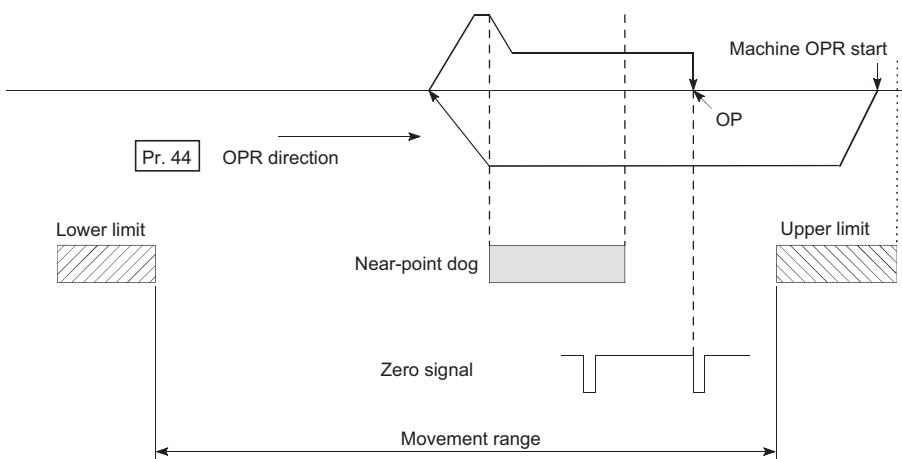 Machine OPR start
OP
Pr. 44 OPR direction
Lower limit
Upper limit
Near-point dog
Zero signal
Movement range